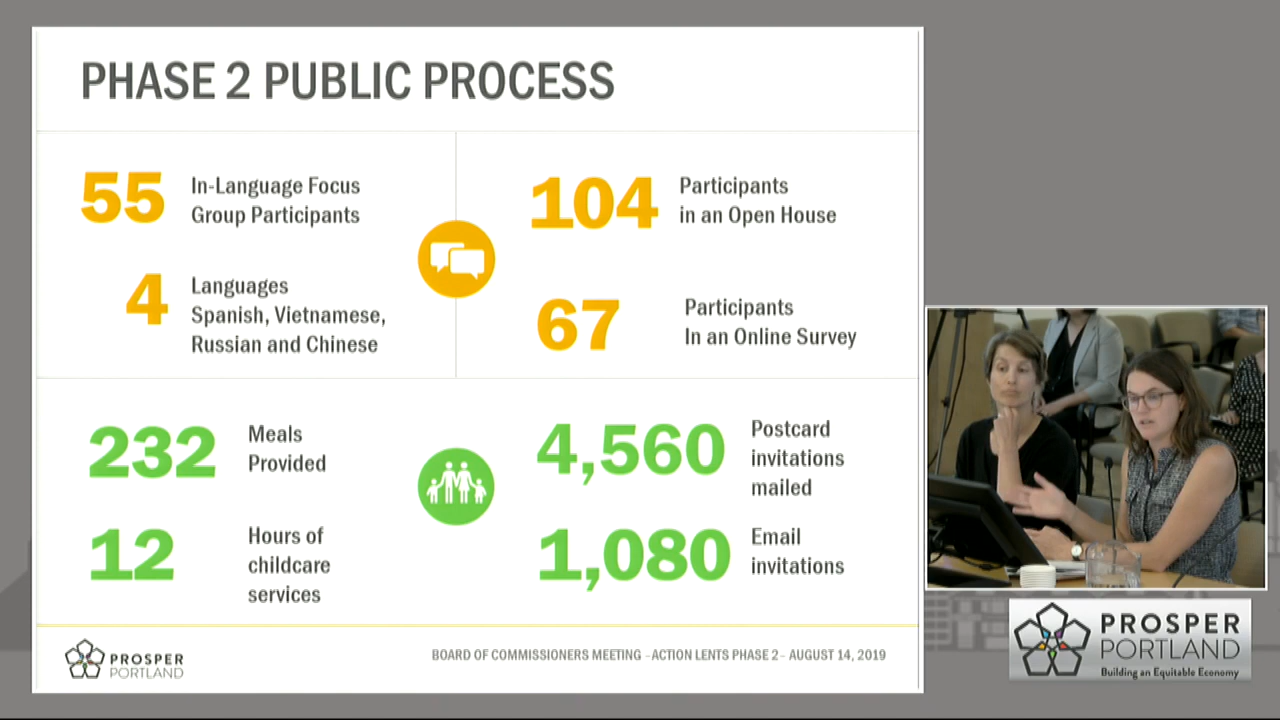 PHASE 2 PUBLIC PROCESS
55
In-Language Focus
Group Participants
4
Languages
Spanish, Vietnamese,
Russian and Chinese
104
Participants
in an Open House
67
Participants
In an Online Survey
232
Meals
Provided
12
Hours of
childcare
services
4,560
Postcard
invitations
mailed
1,080
Email
invitations
PROSPER
PORTLAND
BOARD OF COMMISSIONERS MEETING - ACTION LENTS PHASE 2 - AUGUST 14, 2019
PROSPER
PORTLAND
Building an Equitable Economy